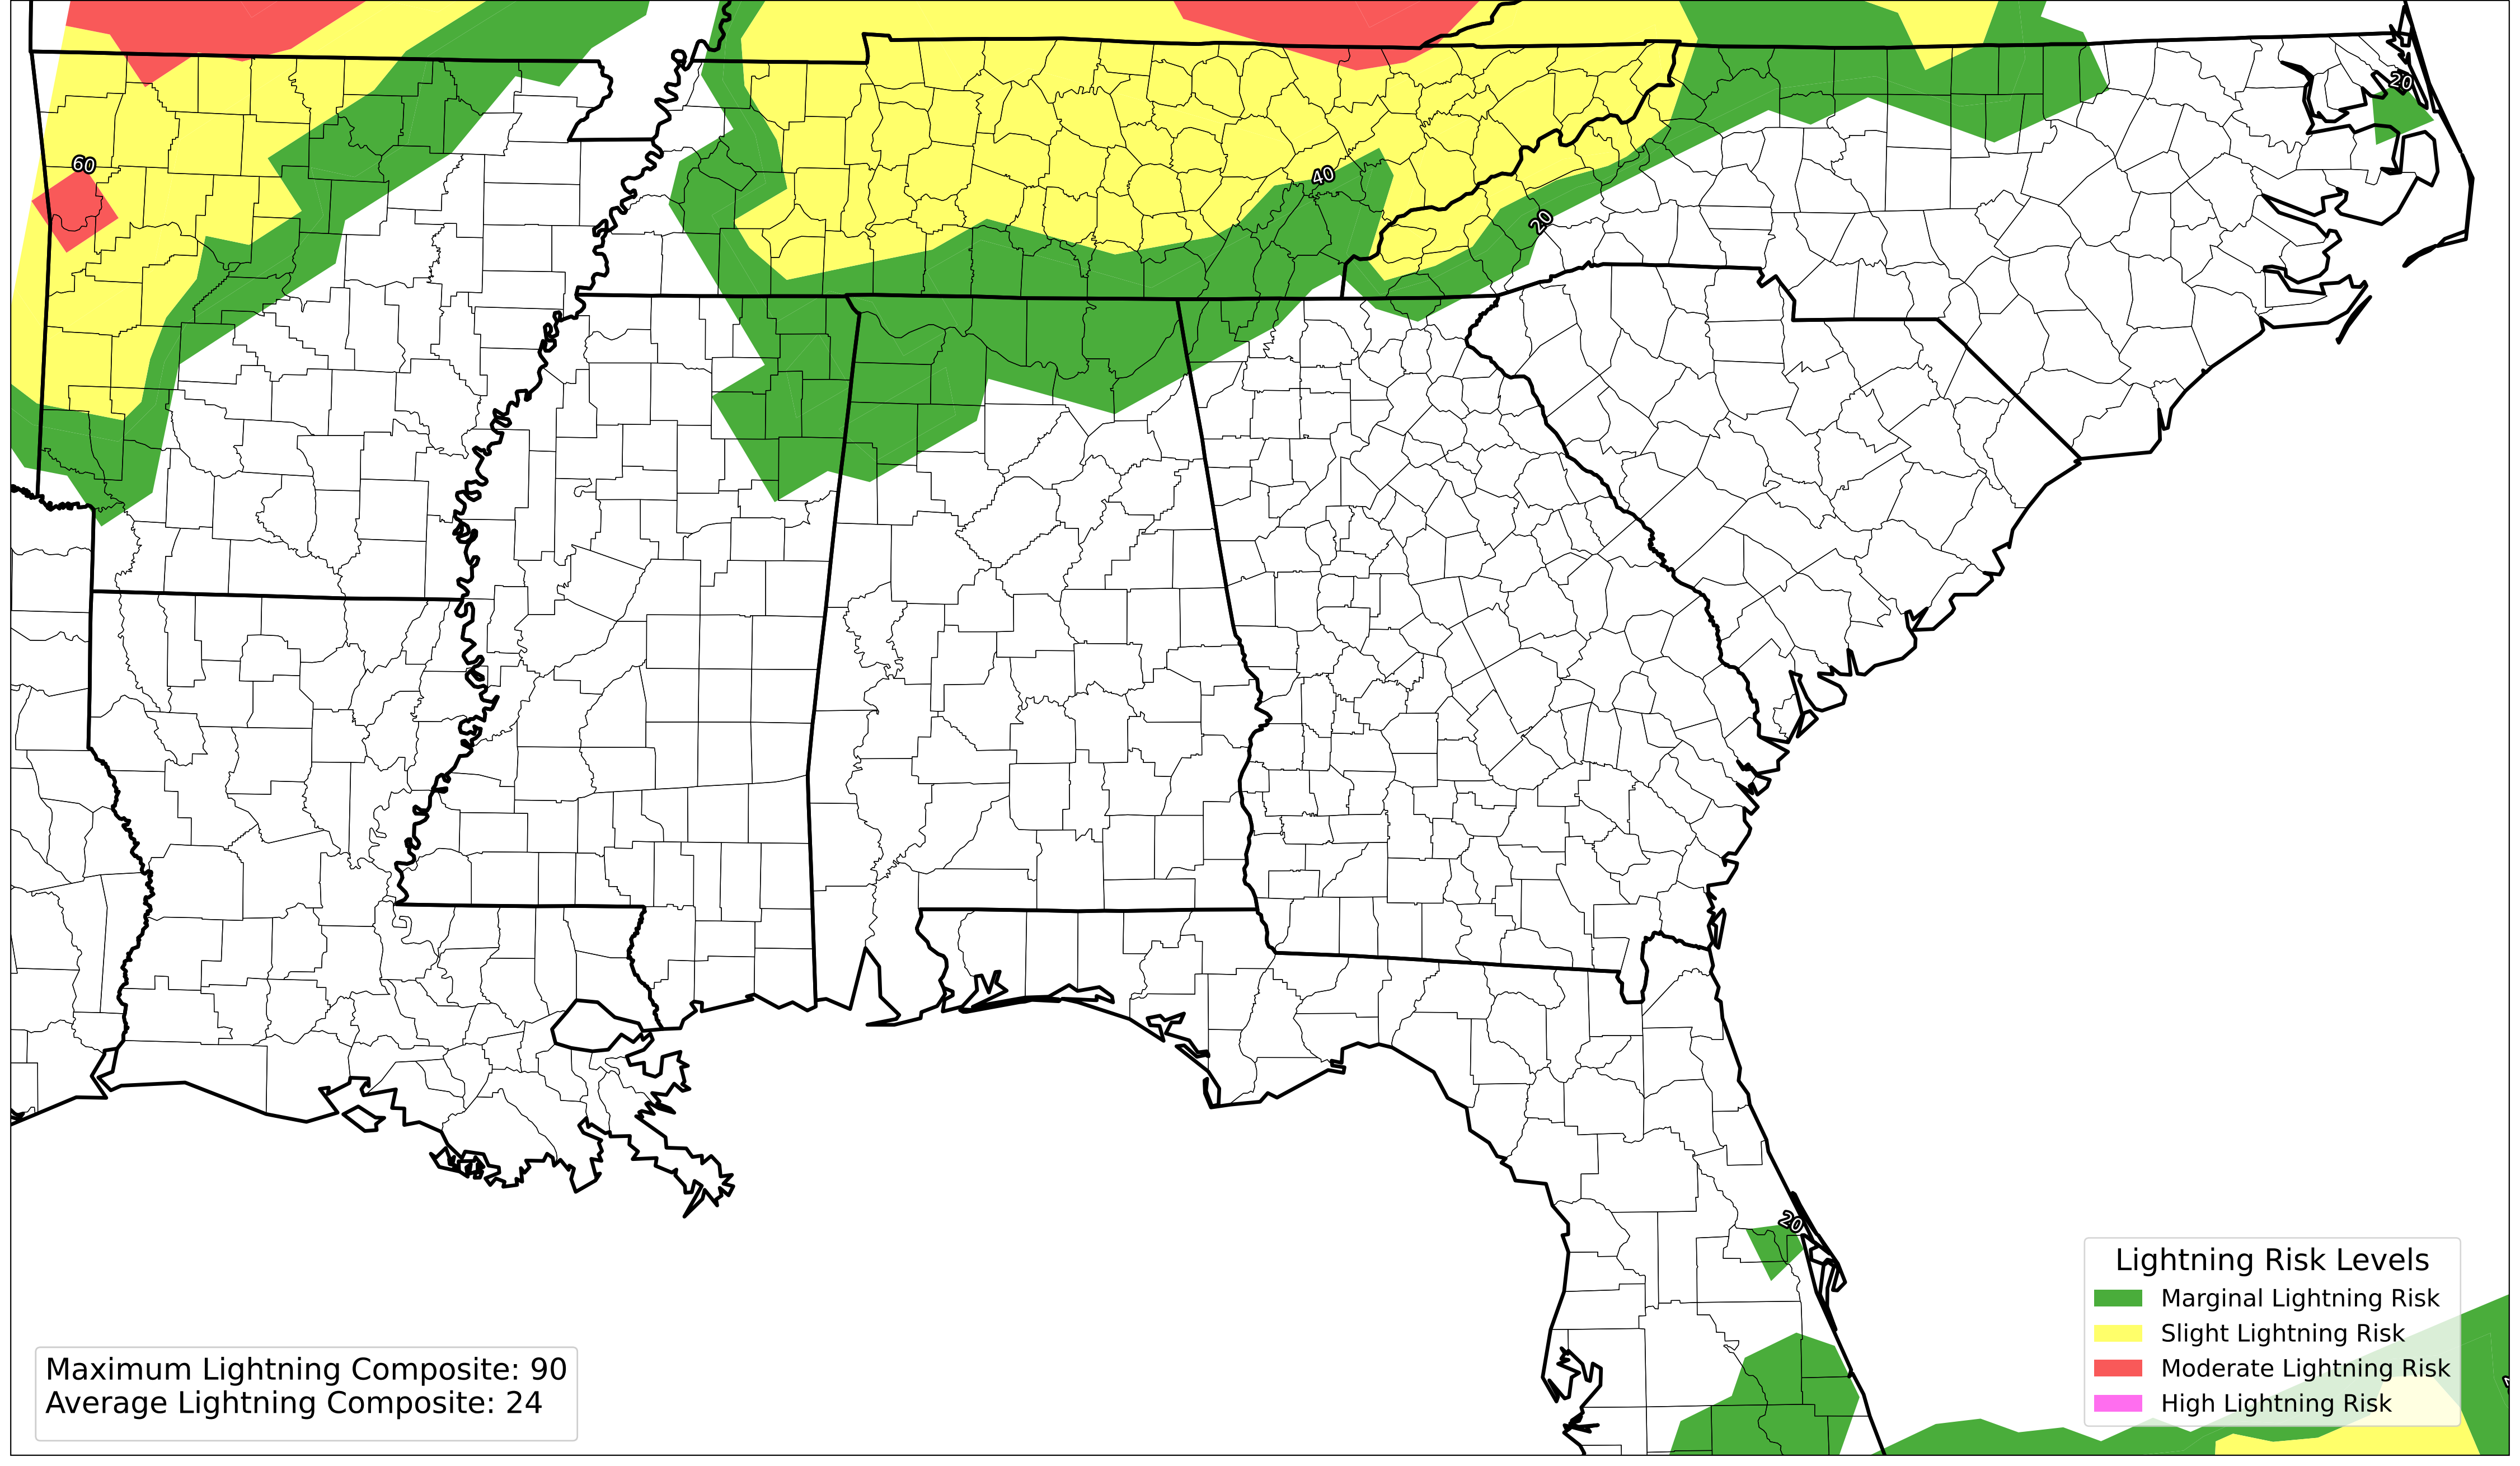 20
60
40
20
20
Lightning Risk Levels
Marginal Lightning Risk
Slight Lightning Risk
Moderate Lightning Risk
High Lightning Risk
Maximum Lightning Composite: 90
Average Lightning Composite: 24